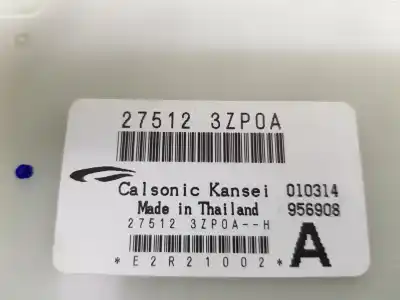 27512 3ZP0A
Calsonic Kansei 010314
Made in Thailand 956908
27512 3ZP0A--H
A
*E2R21002*